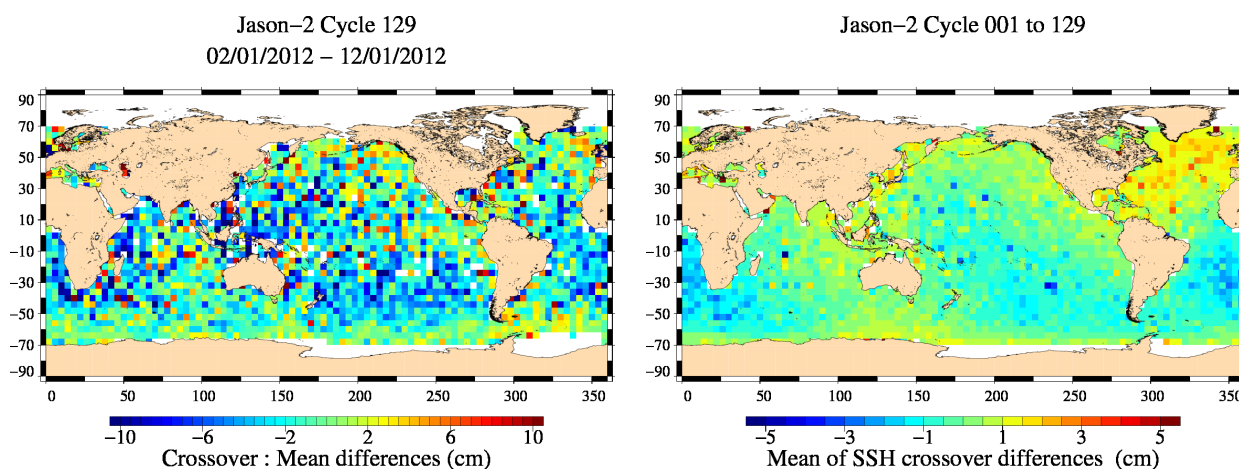 Jason−2 Cycle 129
02/01/2012 − 12/01/2012
90
70
50
30
10
−10
−30
−50
−70
−90
0 50 100 150 200 250 300 350
−10 −6 −2 2 6 10
Crossover : Mean differences (cm)
Jason−2 Cycle 001 to 129
90
70
50
30
10
−10
−30
−50
−70
−90
0 50 100 150 200 250 300 350
−5 −3 −1 1 3 5
Mean of SSH crossover differences (cm)